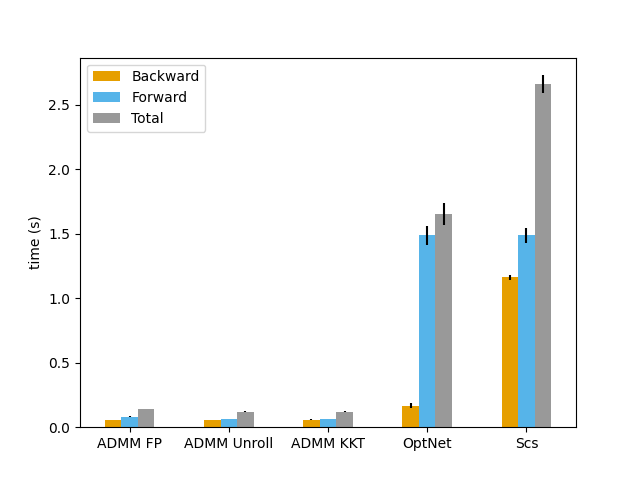 Backward
Forward
Total
2.5
2.0
1.5
1.0
0.5
0.0
time (s)
ADMM FP
ADMM Unroll
ADMM KKT
OptNet
Scs